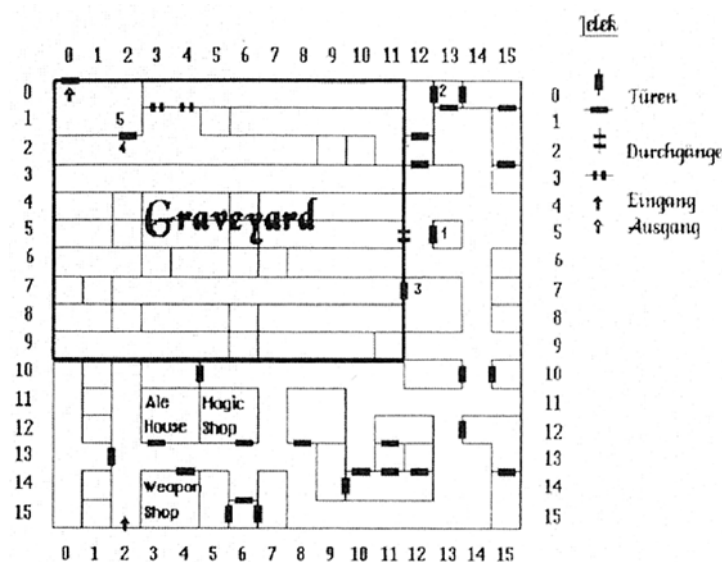 Jelek
0 1 2 3 4 5 6 7 8 9 10 11 12 13 14 15
0 2 0
Türen
1 5 1
2 4 2
Durchgänge
3 3
4 4
Eingang
Graveyard
5 1 5
Ausgang
6 6
7 3 7
8 8
9 9
10 10
11 Ale Magic 11
12 House Shop 12
13 13
14 Weapon 14
15 Shop 15
0 1 2 3 4 5 6 7 8 9 10 11 12 13 14 15